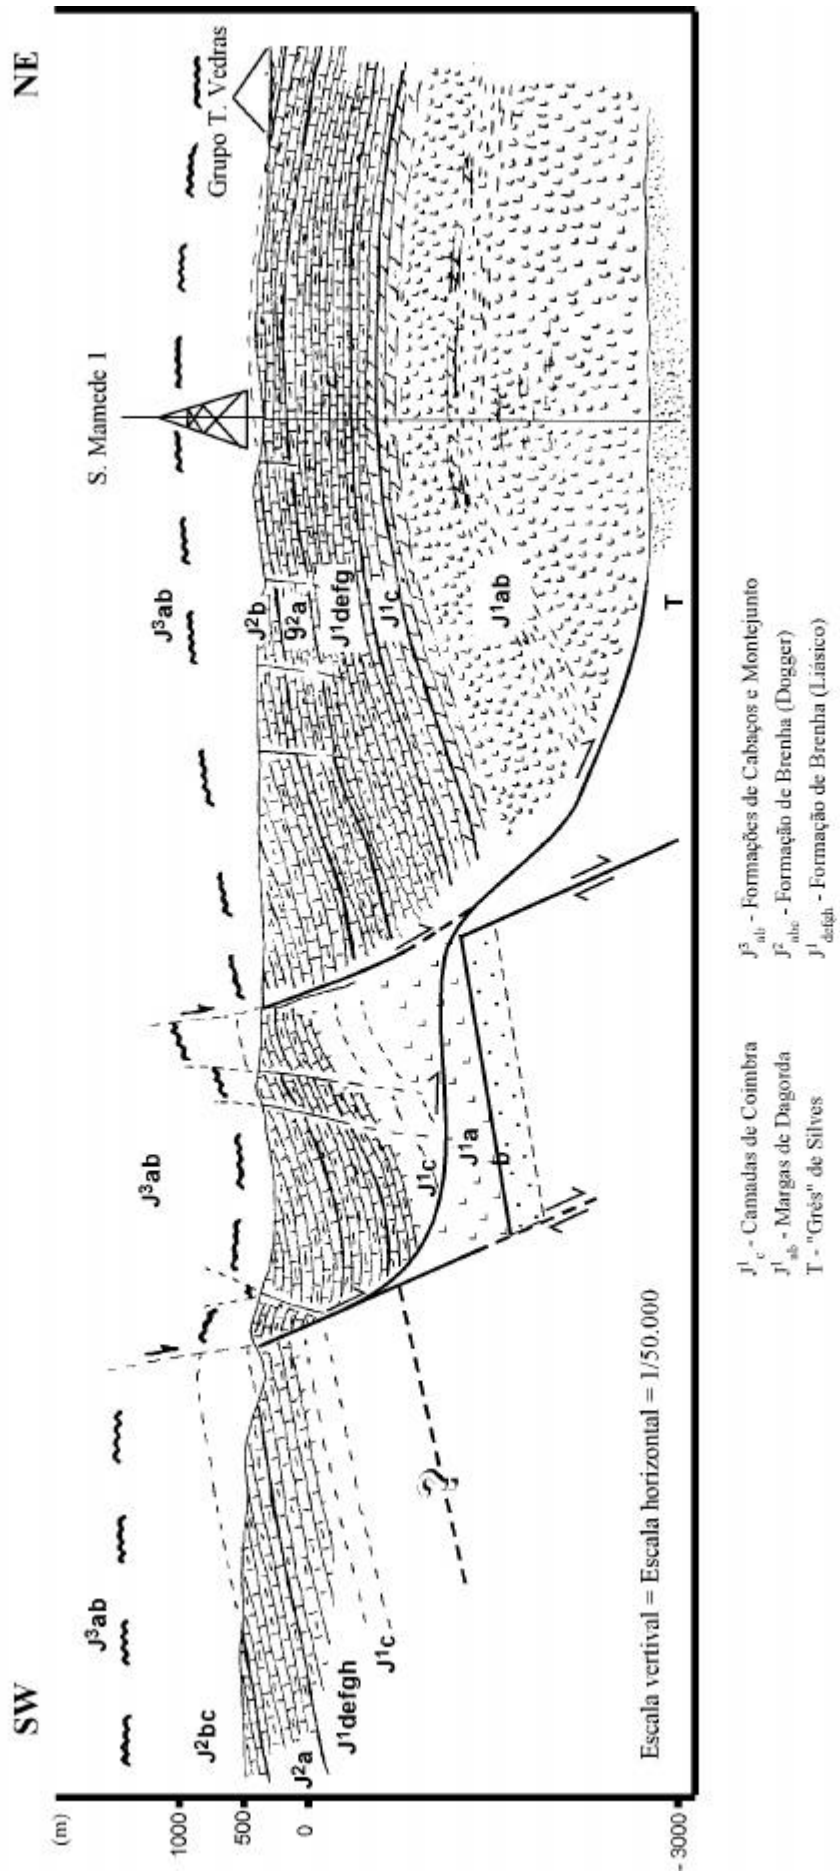 SW
NE
(m)
1000
500
0
- 3000
J³ab
J³ab
J³ab
S. Mamede 1
Grupo T. Vedras
J²bc
J²a
J¹defgh
J¹c
?
J¹c
J¹a
b
J²b
g²a
J¹defg
J¹c
J¹ab
T
Escala vertival = Escala horizontal = 1/50.000
J¹c - Camadas de Coimbra
J¹ab - Margas de Dagorda
T - "Grés" de Silves
J³ab - Formações de Cabaços e Montejunto
J²abc - Formação de Brenha (Dogger)
J¹defgh - Formação de Brenha (Liásico)